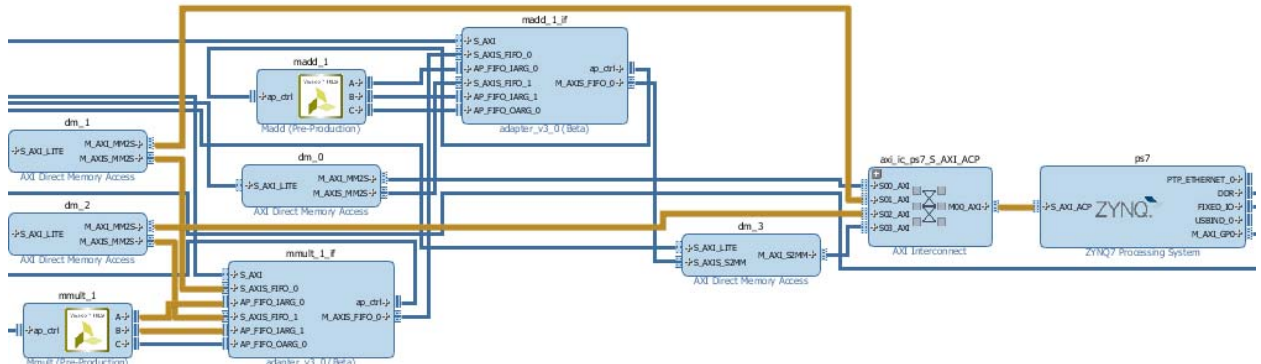 madd_1_if
S_AXI
S_AXIS_FIFO_0
AP_FIFO_IARG_0
S_AXIS_FIFO_1
AP_FIFO_IARG_1
AP_FIFO_OARG_0
ap_ctrl
M_AXIS_FIFO_0
adapter_v3_0 (Beta)
madd_1
ap_ctrl
A
B
C
Madd (Pre-Production)
dm_1
S_AXI_LITE
M_AXI_MM2S
M_AXIS_MM2S
AXI Direct Memory Access
dm_0
S_AXI_LITE
M_AXI_MM2S
M_AXIS_MM2S
AXI Direct Memory Access
axi_ic_ps7_S_AXI_ACP
S00_AXI
S01_AXI
S02_AXI
S03_AXI
M00_AXI
AXI Interconnect
ps7
S_AXI_ACP
ZYNQ
PTP_ETHERNET_0
DDR
FIXED_IO
USBIND_0
M_AXI_GP0
ZYNQ7 Processing System
dm_2
S_AXI_LITE
M_AXI_MM2S
M_AXIS_MM2S
AXI Direct Memory Access
dm_3
S_AXI_LITE
S_AXIS_S2MM
M_AXI_S2MM
AXI Direct Memory Access
mmult_1_if
S_AXI
S_AXIS_FIFO_0
AP_FIFO_IARG_0
S_AXIS_FIFO_1
AP_FIFO_IARG_1
AP_FIFO_OARG_0
ap_ctrl
M_AXIS_FIFO_0
adapter_v3_0 (Beta)
mmult_1
ap_ctrl
A
B
C
Mmult (Pre-Production)